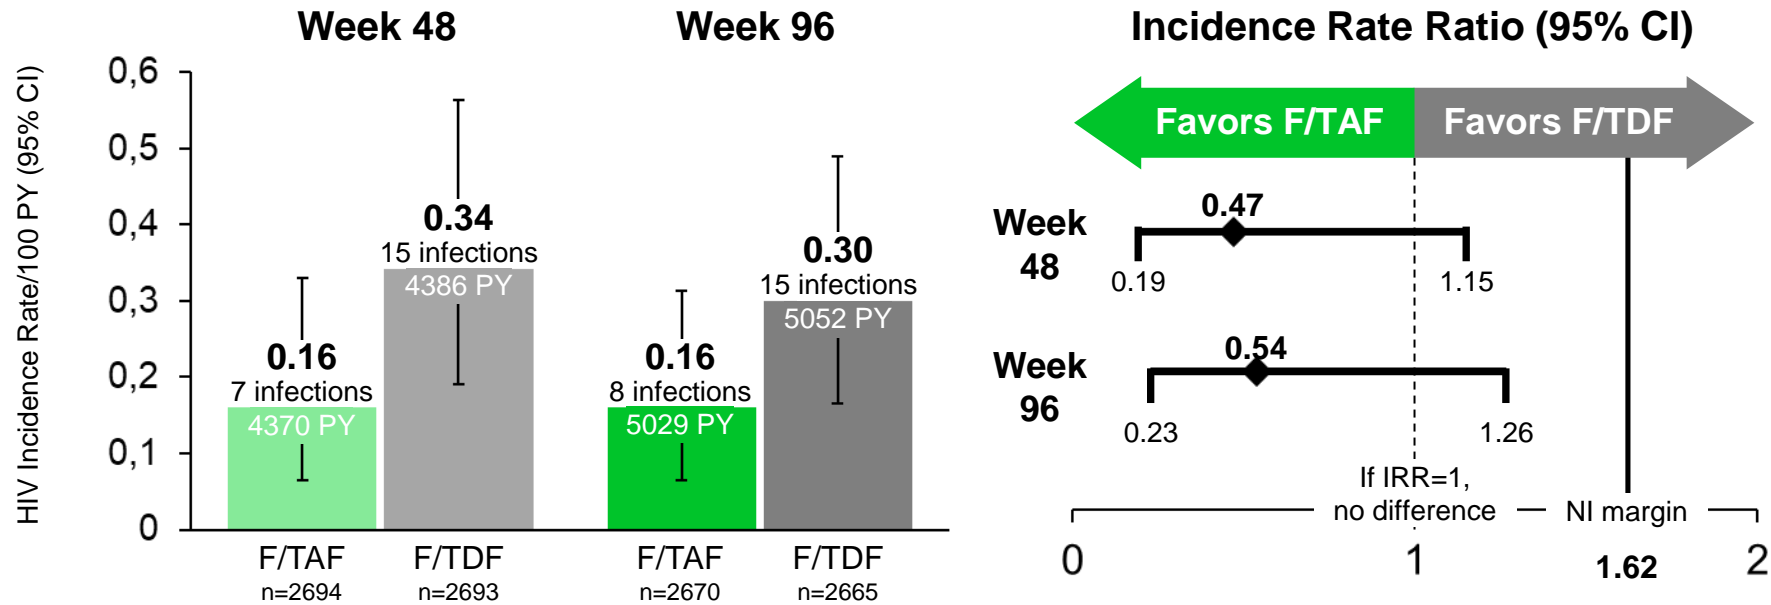 Week 48
Week 96
Incidence Rate Ratio (95% CI)
HIV Incidence Rate/100 PY (95% CI)
0,6
0,5
0,4
0,3
0,2
0,1
0
0.16
7 infections
4370 PY
0.34
15 infections
4386 PY
0.16
8 infections
5029 PY
0.30
15 infections
5052 PY
F/TAF
n=2694
F/TDF
n=2693
F/TAF
n=2670
F/TDF
n=2665
Favors F/TAF
Favors F/TDF
Week
48
0.47
0.19
1.15
Week
96
0.54
0.23
1.26
If IRR=1,
no difference
NI margin
0
1
1.62
2